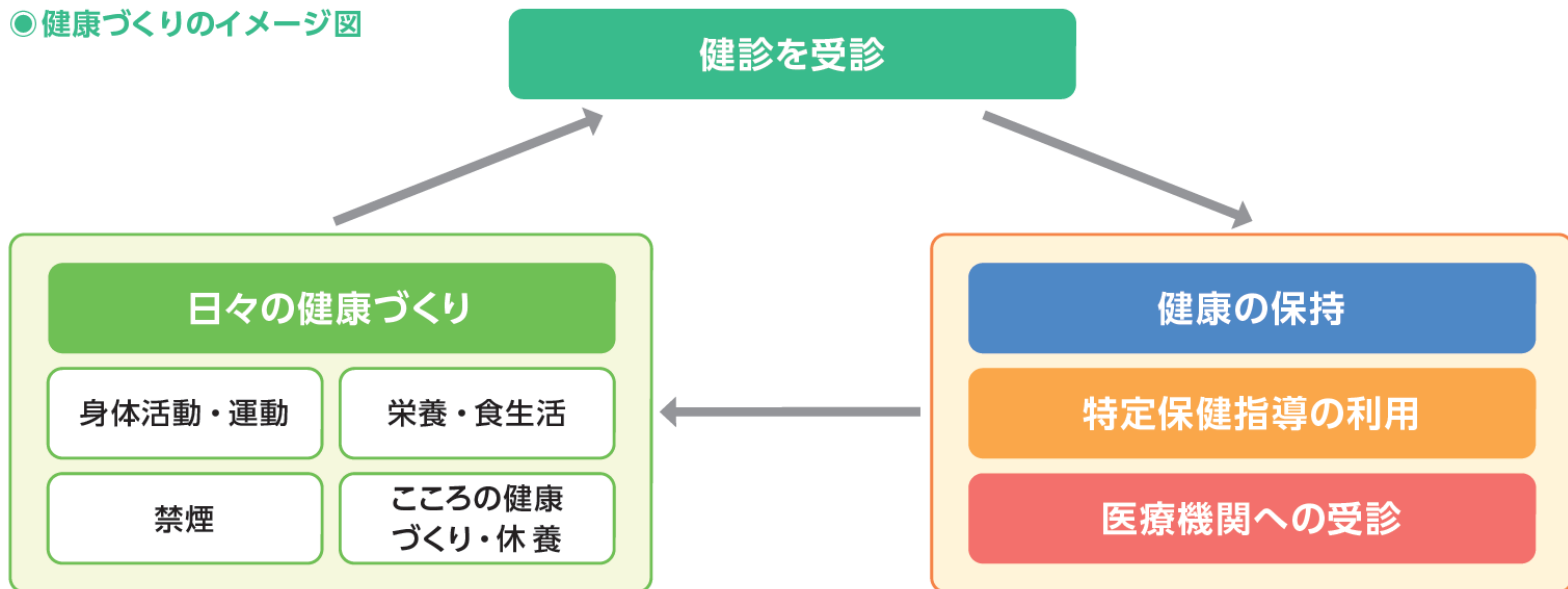 ◉健康づくりのイメージ図
健診を受診
日々の健康づくり
身体活動・運動
栄養・食生活
禁煙
こころの健康
づくり・休養
健康の保持
特定保健指導の利用
医療機関への受診